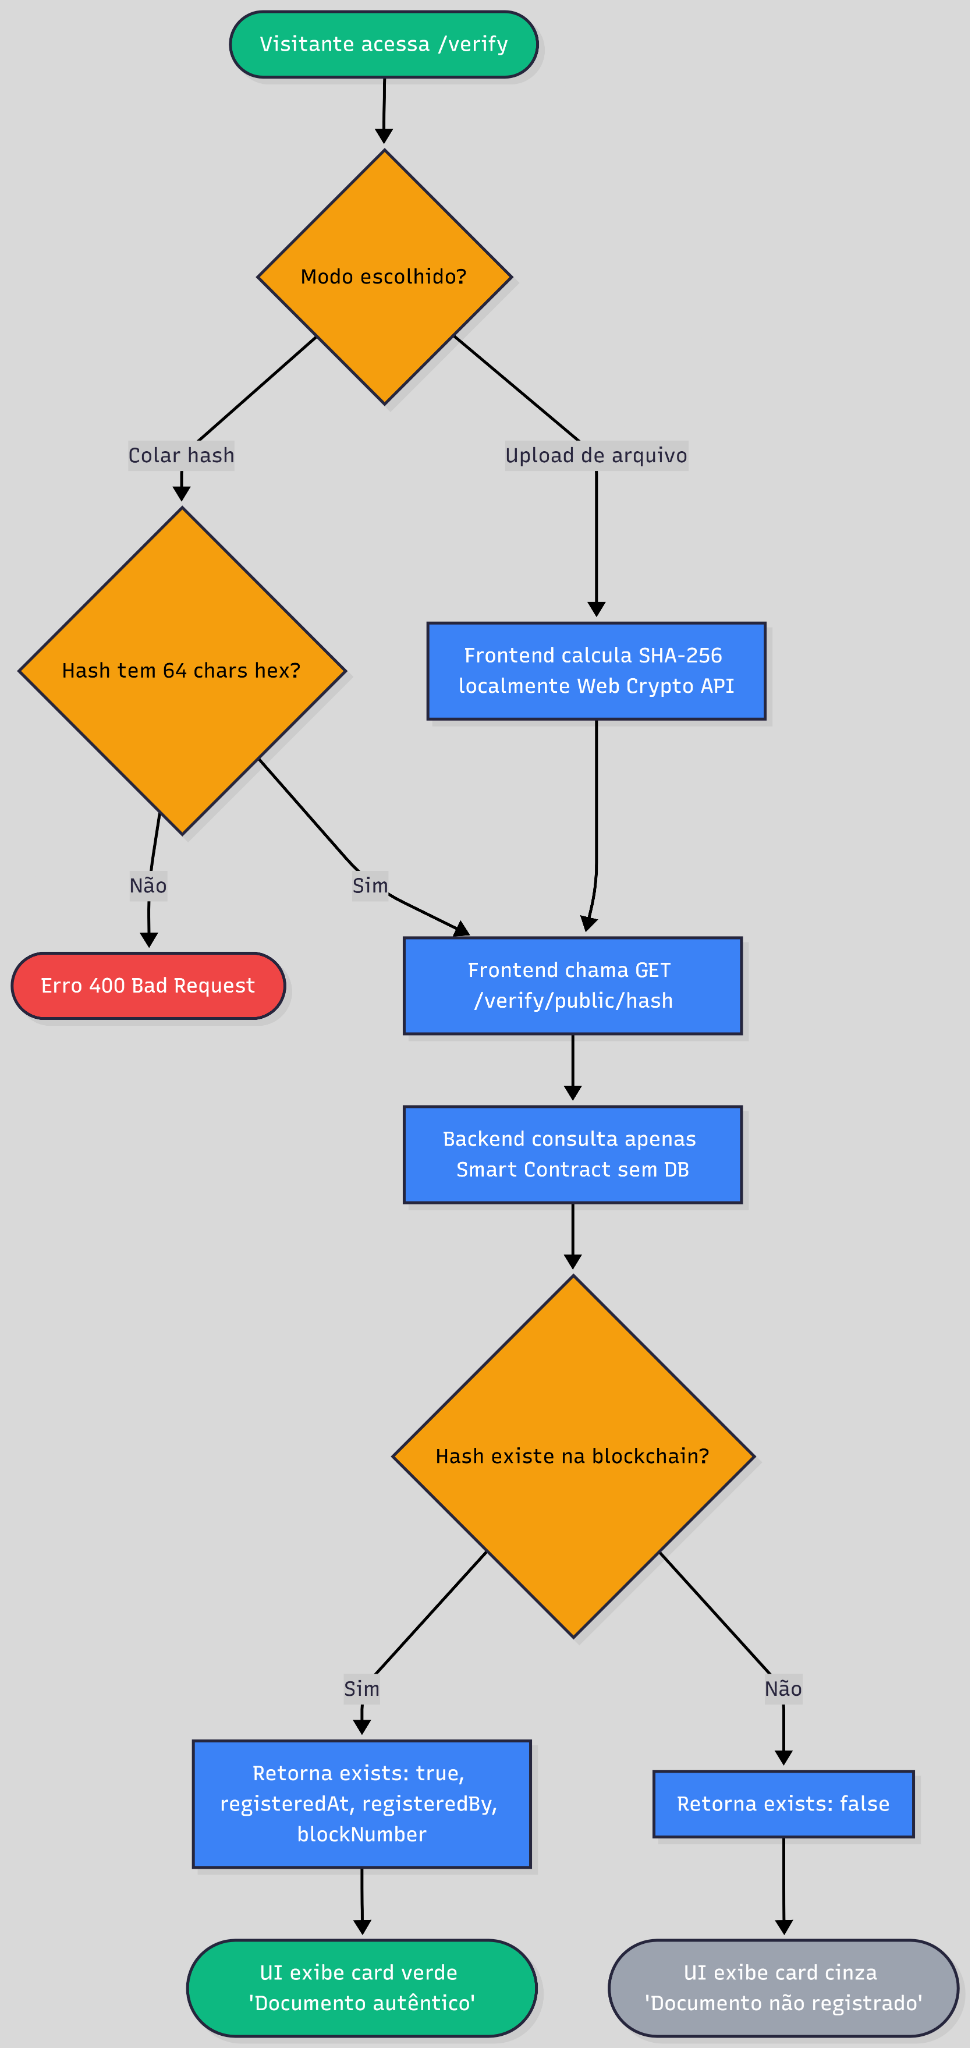 Visitante acessa /verify
Modo escolhido?
Colar hash
Upload de arquivo
Hash tem 64 chars hex?
Frontend calcula SHA-256
localmente Web Crypto API
Não
Sim
Erro 400 Bad Request
Frontend chama GET
/verify/public/hash
Backend consulta apenas
Smart Contract sem DB
Hash existe na blockchain?
Sim
Não
Retorna exists: true,
registeredAt, registeredBy,
blockNumber
Retorna exists: false
UI exibe card verde
'Documento autêntico'
UI exibe card cinza
'Documento não registrado'